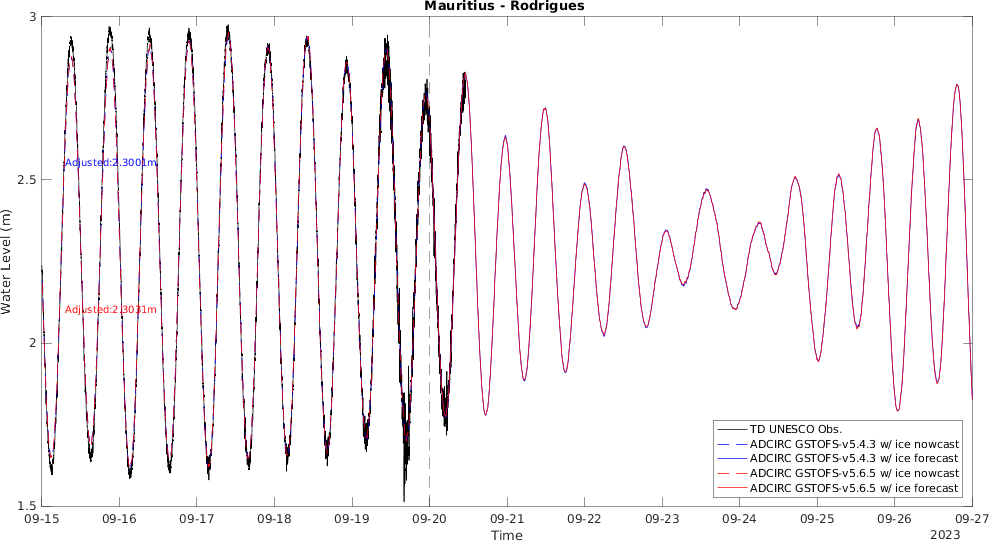 Mauritius - Rodrigues
3
2.5
2
1.5
Water Level (m)
Adjusted:2.3001m
Adjusted:2.3031m
TD UNESCO Obs.
ADCIRC GSTOFS-v5.4.3 w/ ice nowcast
ADCIRC GSTOFS-v5.4.3 w/ ice forecast
ADCIRC GSTOFS-v5.6.5 w/ ice nowcast
ADCIRC GSTOFS-v5.6.5 w/ ice forecast
09-15 09-16 09-17 09-18 09-19 09-20 09-21 09-22 09-23 09-24 09-25 09-26 09-27
Time
2023